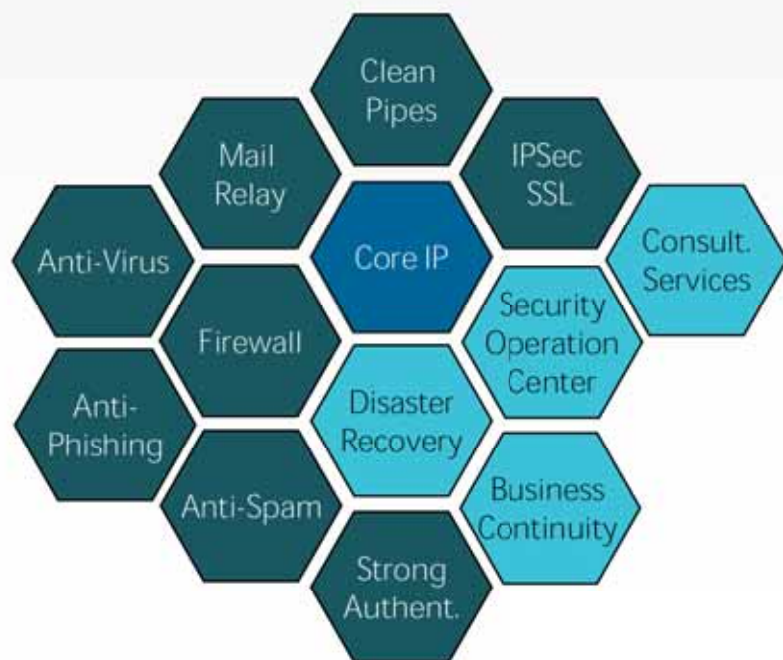 Clean
Pipes
Mail
Relay
IPSec
SSL
Anti-Virus
Core IP
Consult.
Services
Firewall
Security
Operation
Center
Anti-
Phishing
Disaster
Recovery
Anti-Spam
Business
Continuity
Strong
Authent.